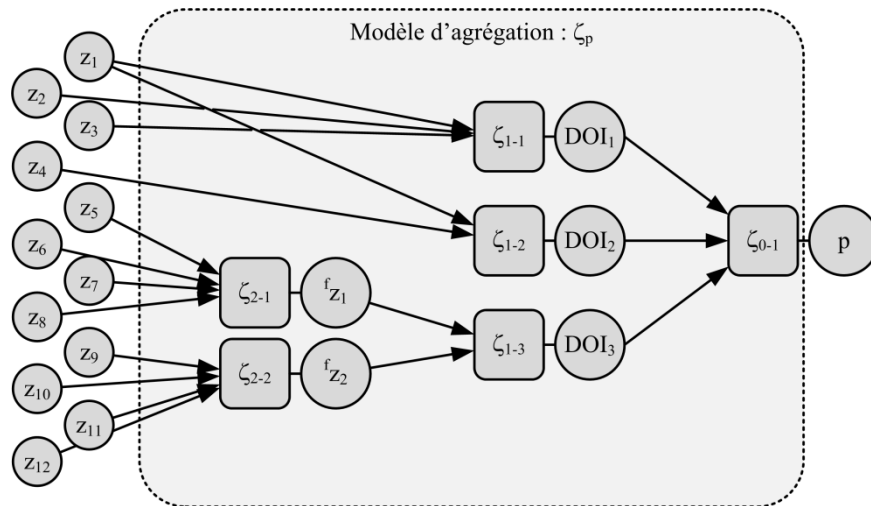 Modèle d'agrégation : ζp
z1
z2
z3
z4
z5
z6
z7
z8
z9
z10
z11
z12
ζ1-1
DOI1
ζ1-2
DOI2
ζ0-1
p
ζ2-1
fz1
ζ1-3
DOI3
ζ2-2
fz2